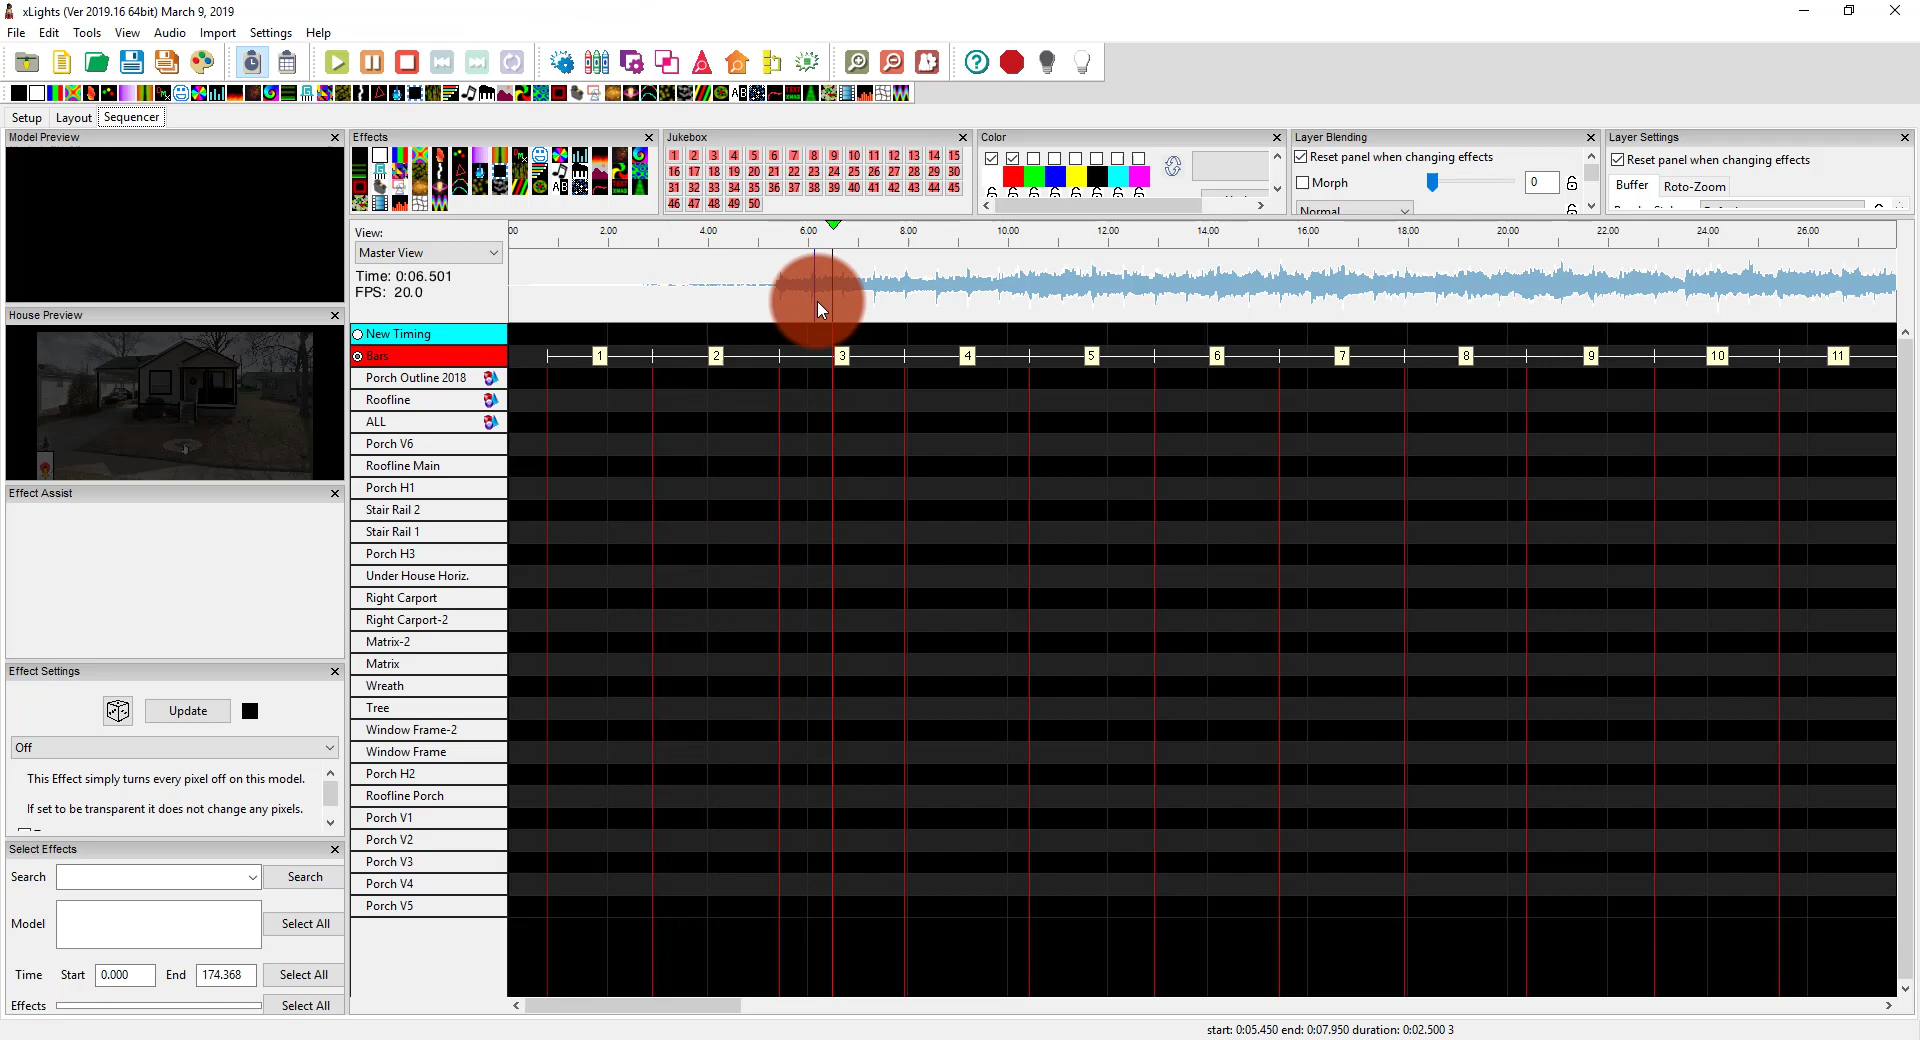 xLights (Ver 2019.16 64bit) March 9, 2019
File Edit Tools View Audio Import Settings Help
Setup Layout Sequencer
Model Preview
Effects
Jukebox
Color
Layer Blending
Layer Settings
1 2 3 4 5 6 7 8 9 10 11 12 13 14 15
16 17 18 19 20 21 22 23 24 25 26 27 28 29 30
31 32 33 34 35 36 37 38 39 40 41 42 43 44 45
46 47 48 49 50
Reset panel when changing effects
Morph 0
Normal
Reset panel when changing effects
Buffer Roto-Zoom
View:
Master View
Time: 0:06.501
FPS: 20.0
00 2.00 4.00 6.00 8.00 10.00 12.00 14.00 16.00 18.00 20.00 22.00 24.00 26.00
House Preview
New Timing
Bars 1 2 3 4 5 6 7 8 9 10 11
Porch Outline 2018
Roofline
ALL
Porch V6
Roofline Main
Porch H1
Stair Rail 2
Stair Rail 1
Porch H3
Under House Horiz.
Right Carport
Right Carport-2
Matrix-2
Matrix
Wreath
Tree
Window Frame-2
Window Frame
Porch H2
Roofline Porch
Porch V1
Porch V2
Porch V3
Porch V4
Porch V5
Effect Assist
Effect Settings
Update
Off
This Effect simply turns every pixel off on this model.
If set to be transparent it does not change any pixels.
Select Effects
Search Search
Model Select All
Time Start 0.000 End 174.368 Select All
Effects Select All
start: 0:05.450 end: 0:07.950 duration: 0:02.500 3